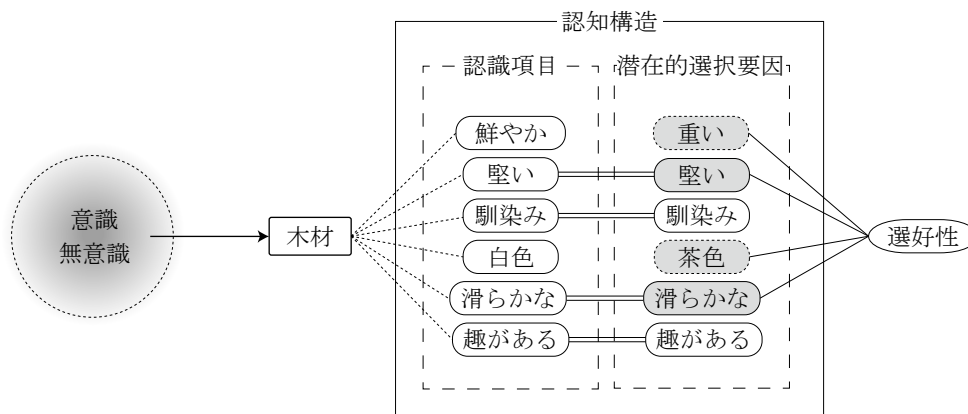 認知構造
認識項目
潜在的選択要因
意識
無意識
木材
鮮やか
堅い
馴染み
白色
滑らかな
趣がある
重い
堅い
馴染み
茶色
滑らかな
趣がある
選好性